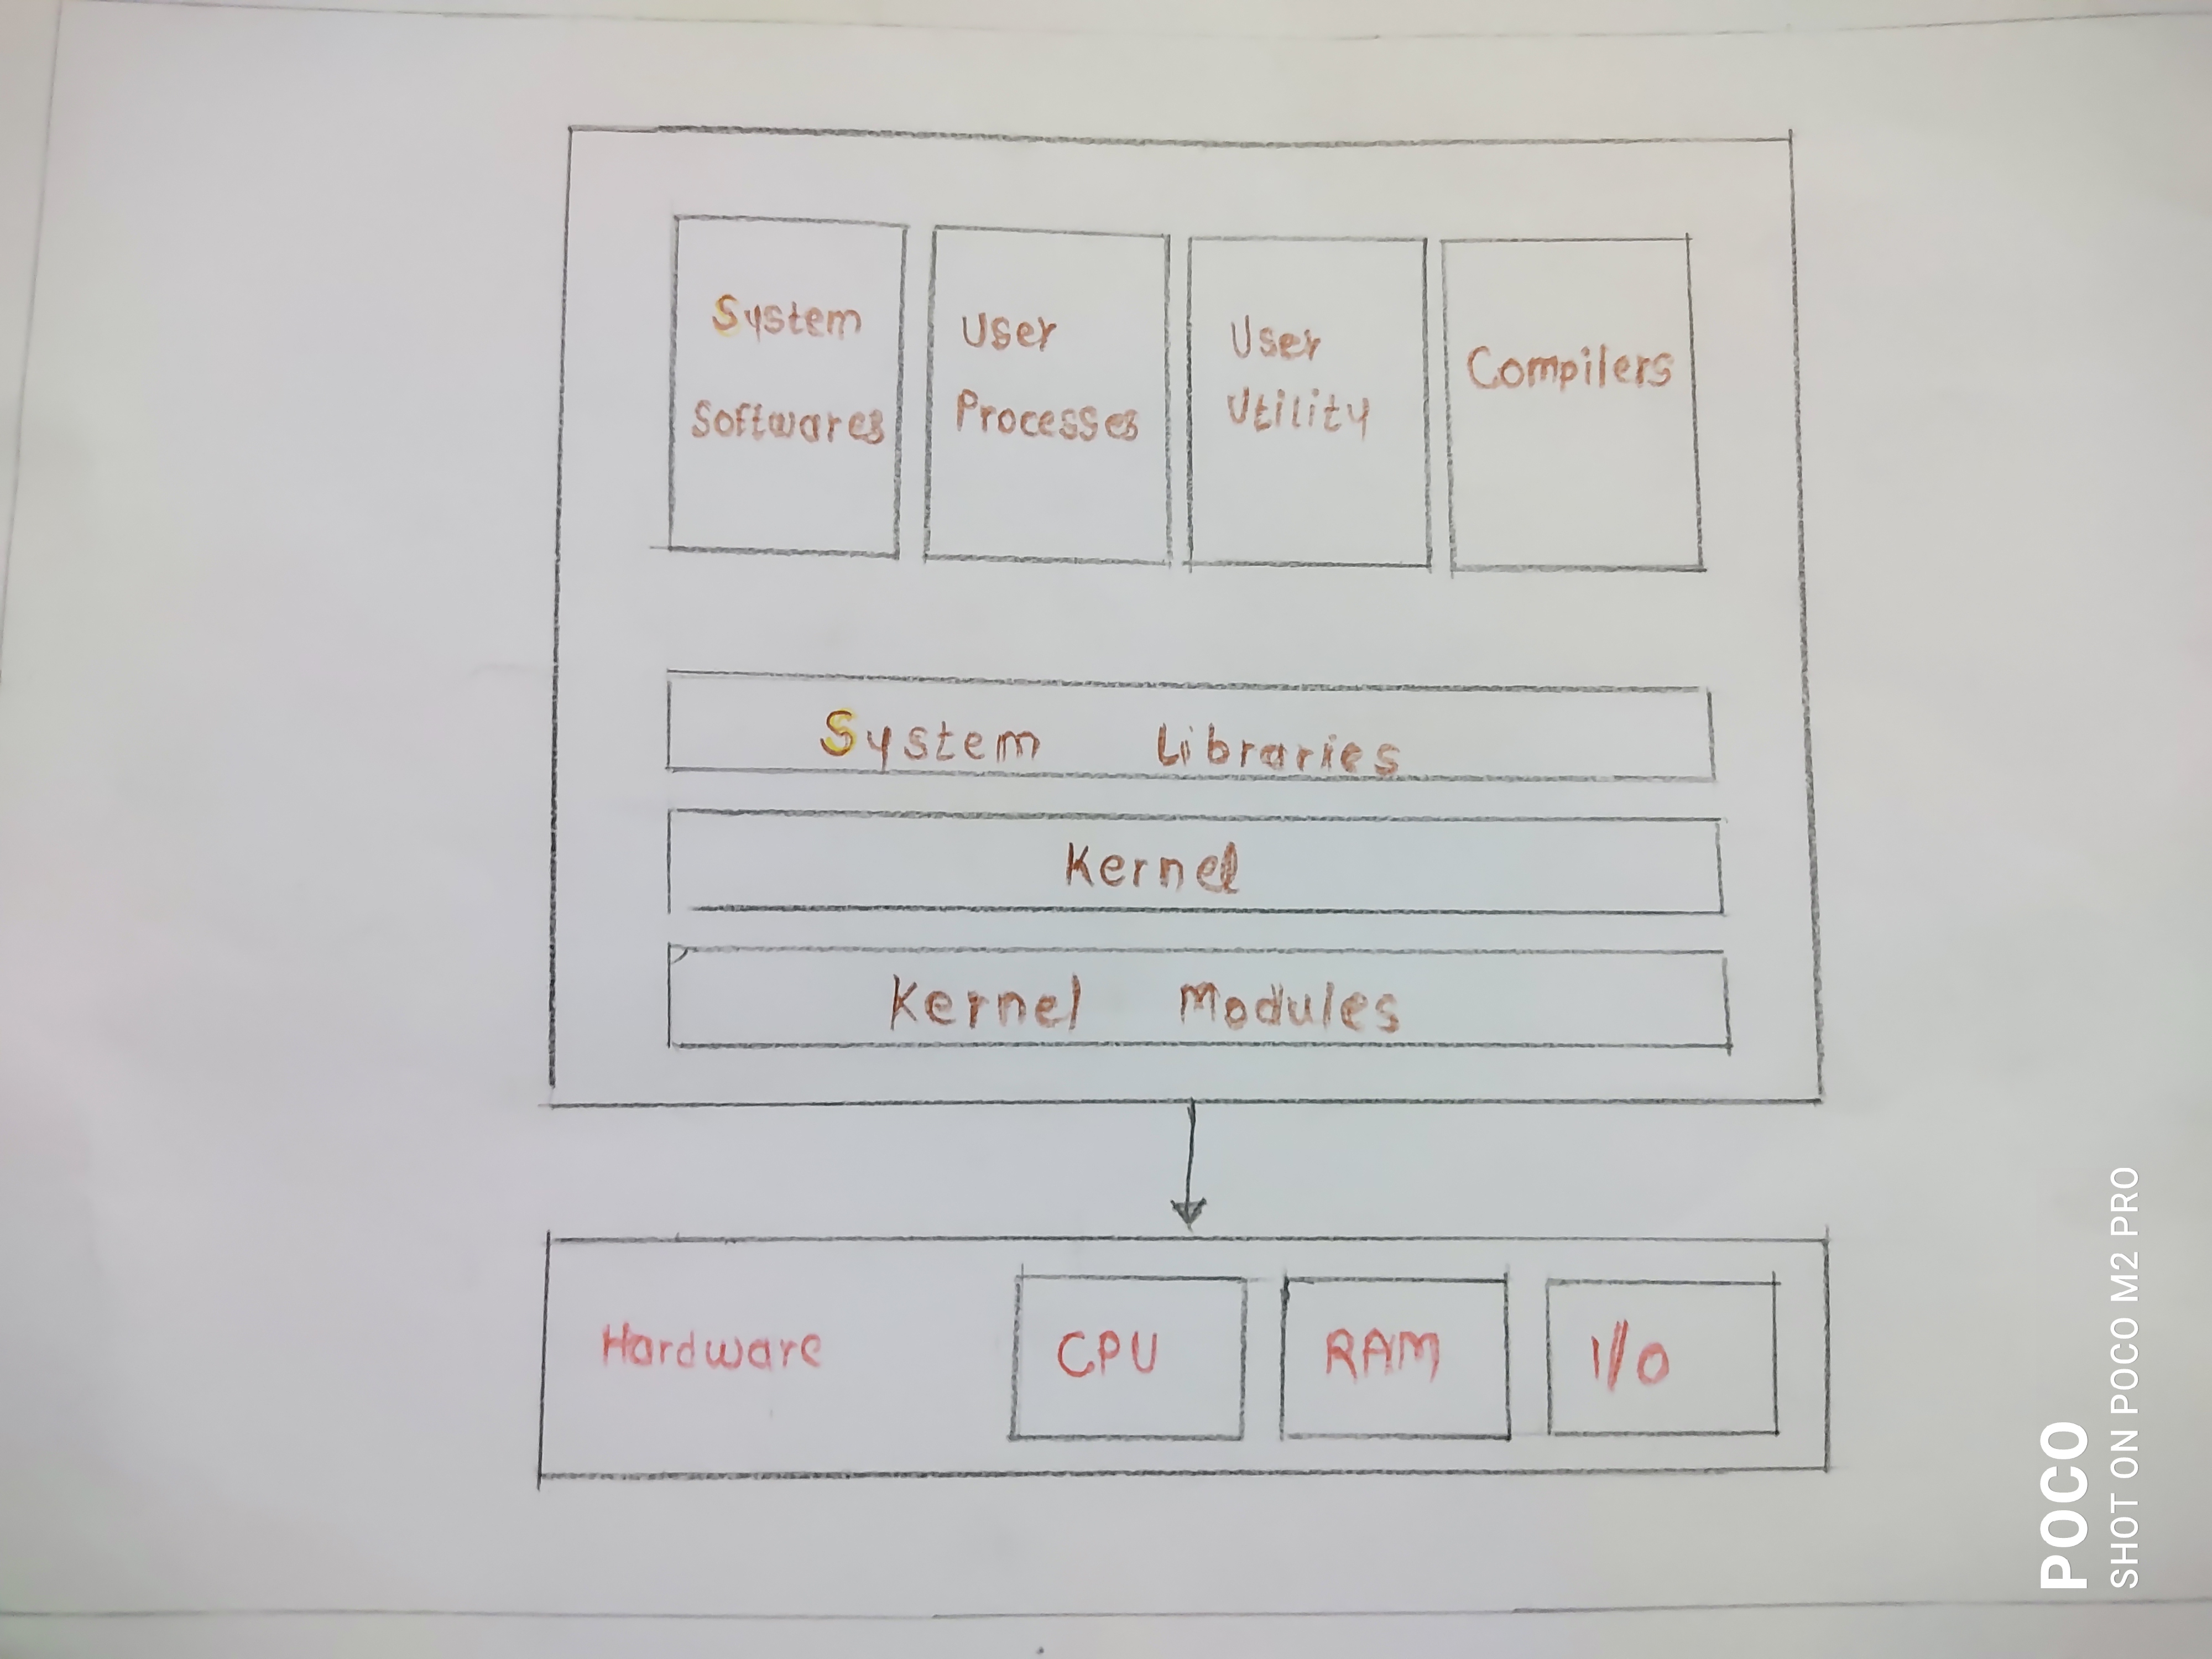 System
Softwares
User
Processes
User
Utility
Compilers
System Libraries
Kernel
Kernel Modules
Hardware
CPU
RAM
I/O
POCO
SHOT ON POCO M2 PRO